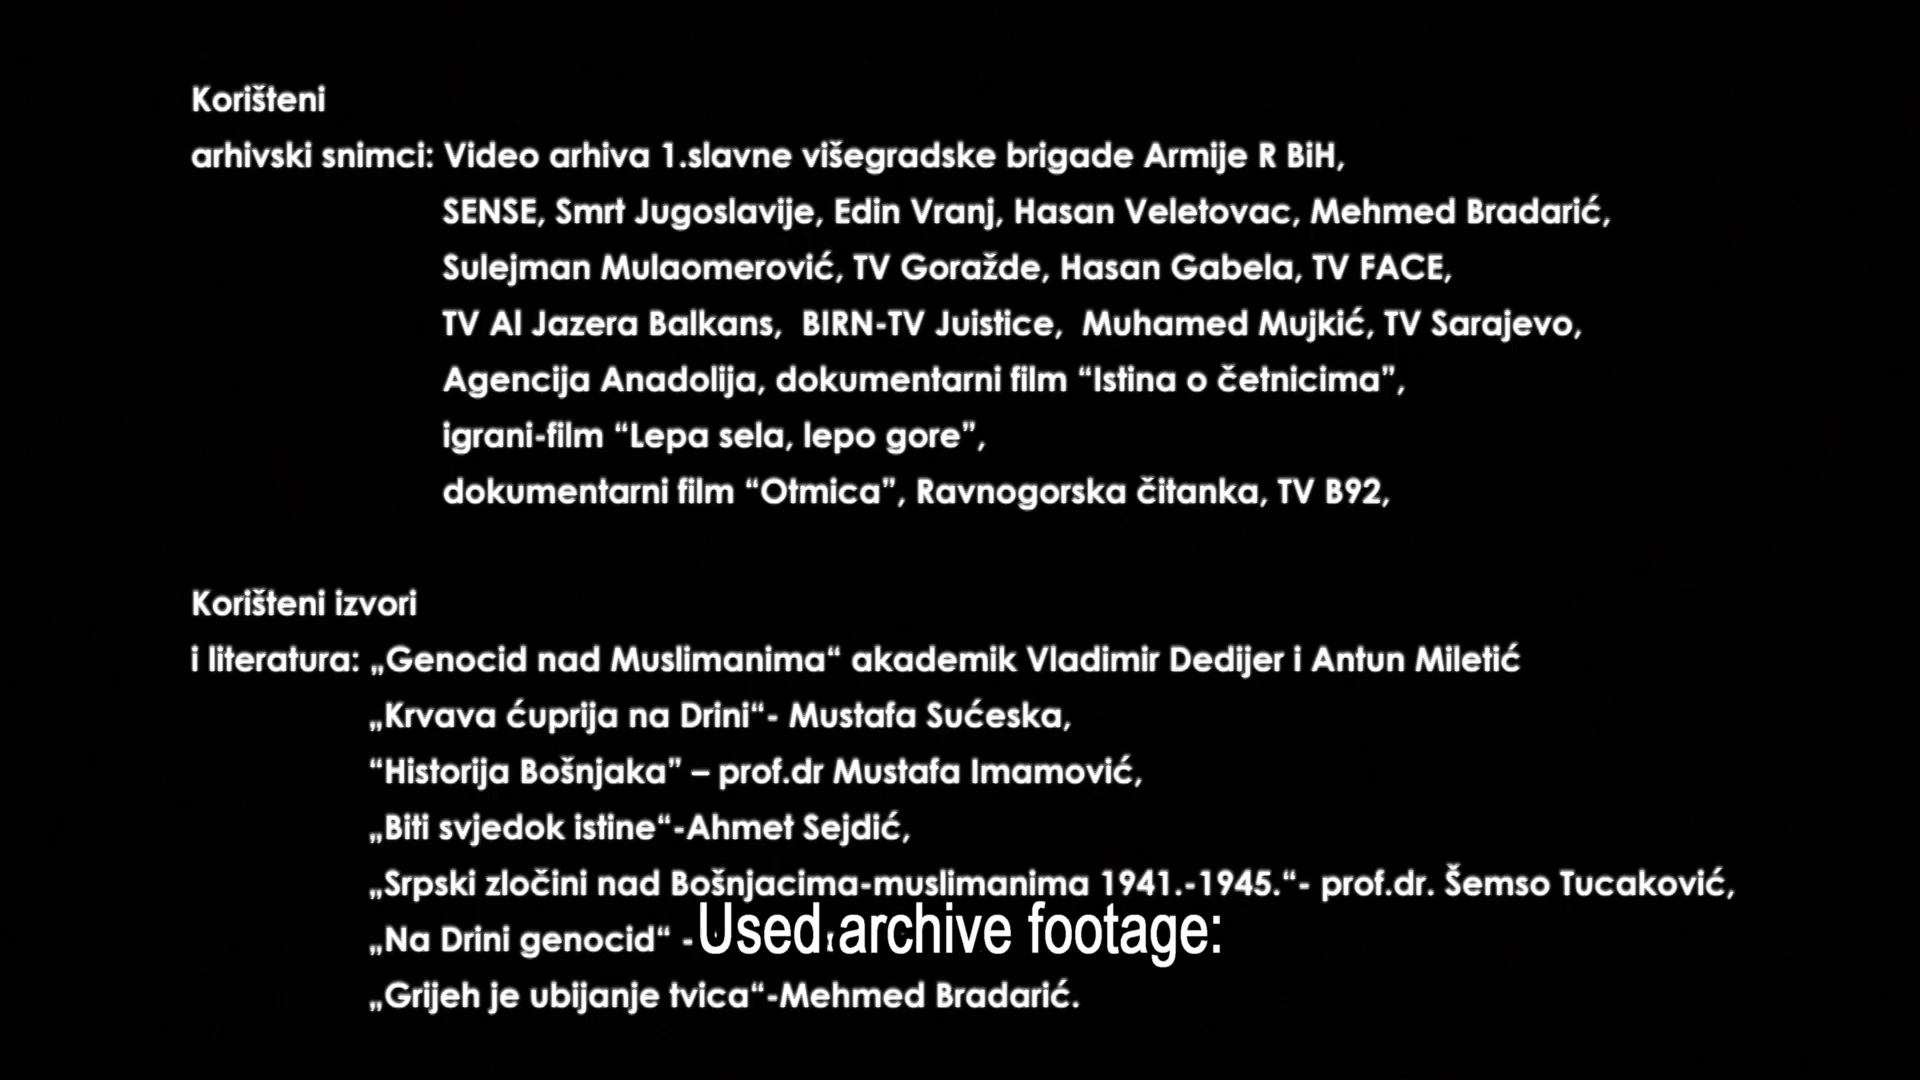 Korišteni
arhivski snimci: Video arhiva 1.slavne višegradske brigade Armije R BiH,
SENSE, Smrt Jugoslavije, Edin Vranj, Hasan Veletovac, Mehmed Bradarić,
Sulejman Mulaomerović, TV Goražde, Hasan Gabela, TV FACE,
TV Al Jazera Balkans,  BIRN-TV Juistice,  Muhamed Mujkić, TV Sarajevo,
Agencija Anadolija, dokumentarni film “Istina o četnicima”,
igrani-film “Lepa sela, lepo gore”,
dokumentarni film “Otmica”, Ravnogorska čitanka, TV B92,
Korišteni izvori
i literatura: „Genocid nad Muslimanima“ akademik Vladimir Dedijer i Antun Miletić
„Krvava ćuprija na Drini“- Mustafa Sućeska,
“Historija Bošnjaka” – prof.dr Mustafa Imamović,
„Biti svjedok istine“-Ahmet Sejdić,
„Srpski zločini nad Bošnjacima-muslimanima 1941.-1945.“- prof.dr. Šemso Tucaković,
„Na Drini genocid“ -
Used archive footage:
„Grijeh je ubijanje tvica“-Mehmed Bradarić.